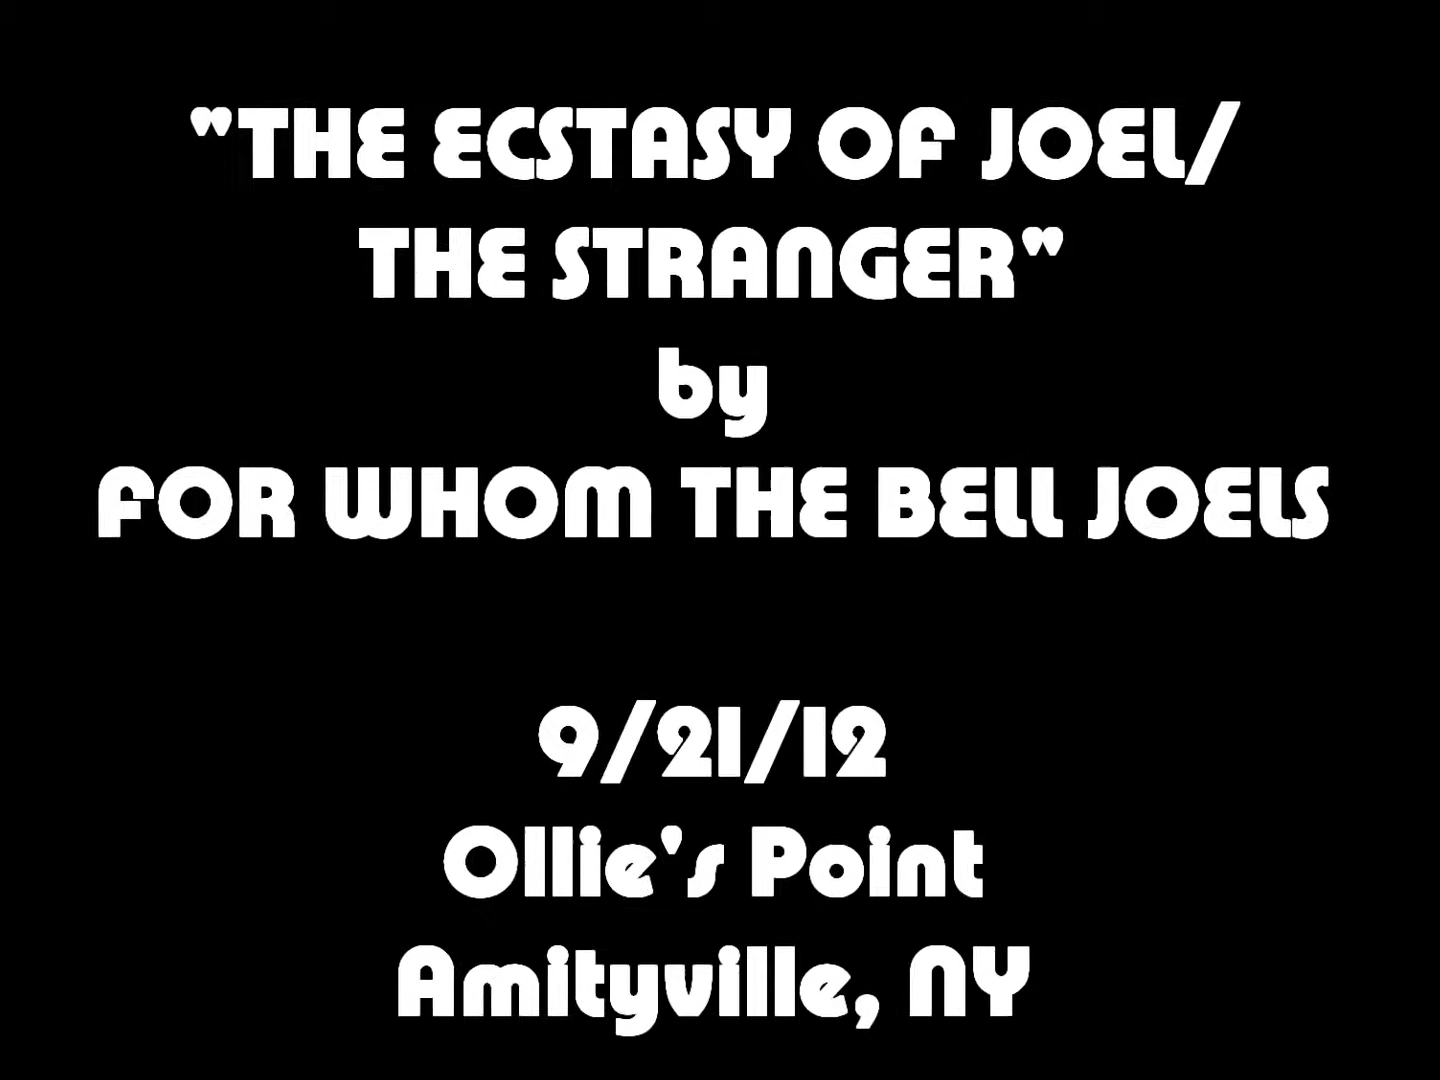 "THE ECSTASY OF JOEL/
THE STRANGER"
by
FOR WHOM THE BELL JOELS
9/21/12
Ollie's Point
Amityville, NY